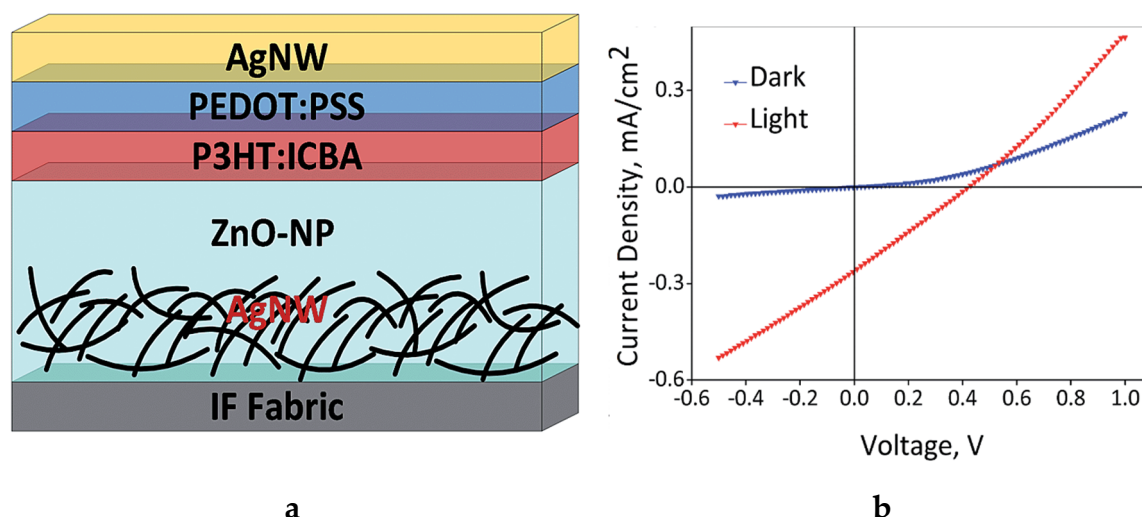 AgNW
PEDOT:PSS
P3HT:ICBA
ZnO-NP
AgNW
IF Fabric
a
Current Density, mA/cm²
0.3
0.0
-0.3
-0.6
Dark
Light
-0.6 -0.4 -0.2 0.0 0.2 0.4 0.6 0.8 1.0
Voltage, V
b